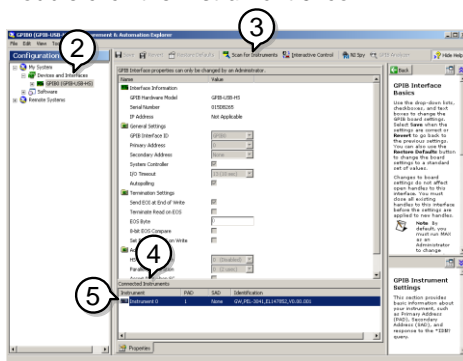 ③
GPIB0 (GPIB-USB-HS)
& Automation Explorer
File Edit View
②
Configuration
Save
Revert
Restore Defaults
Scan for Instruments
Interactive Control
NI Spy
GPIB Analyzer
Hide Help
My System
Devices and Interfaces
GPIB0 (GPIB-USB-HS)
Software
Remote Systems
GPIB Interface properties can only be changed by an Administrator.
Name Value
Interface Information
GPIB Hardware Model GPIB-USB-HS
Serial Number
IP Address Not Applicable
General Settings
GPIB Interface ID GPIB0
Primary Address 0
Secondary Address None
System Controller
I/O Timeout
Autopolling
Termination Settings
Send EOI at End of Write
Terminate Read on EOS
EOS Byte 0
8-bit EOS Compare
④
⑤
Connected Instruments
Instrument PAD SAD Identification
Instrument 0 1 None
Properties
Back
GPIB Interface
Basics
Use the drop-down lists,
checkboxes, and text
boxes to change the
GPIB board settings.
Select Save when the
settings are correct or
Revert to go back to
the previous settings.
You can also use the
Restore Defaults button
to change the board
settings to a standard
set of values.
Changes to board
settings do not affect
open handles to this
interface. You must
close all existing
handles to this interface
before the settings are
applied to new handles.
Note By
default, you
must run MAX
as an
Administrator
to change
GPIB Instrument
Settings
This section provides
basic information about
your instrument, such
as Primary Address
(PAD), Secondary
Address (SAD), and
response to the *IDN?
query.